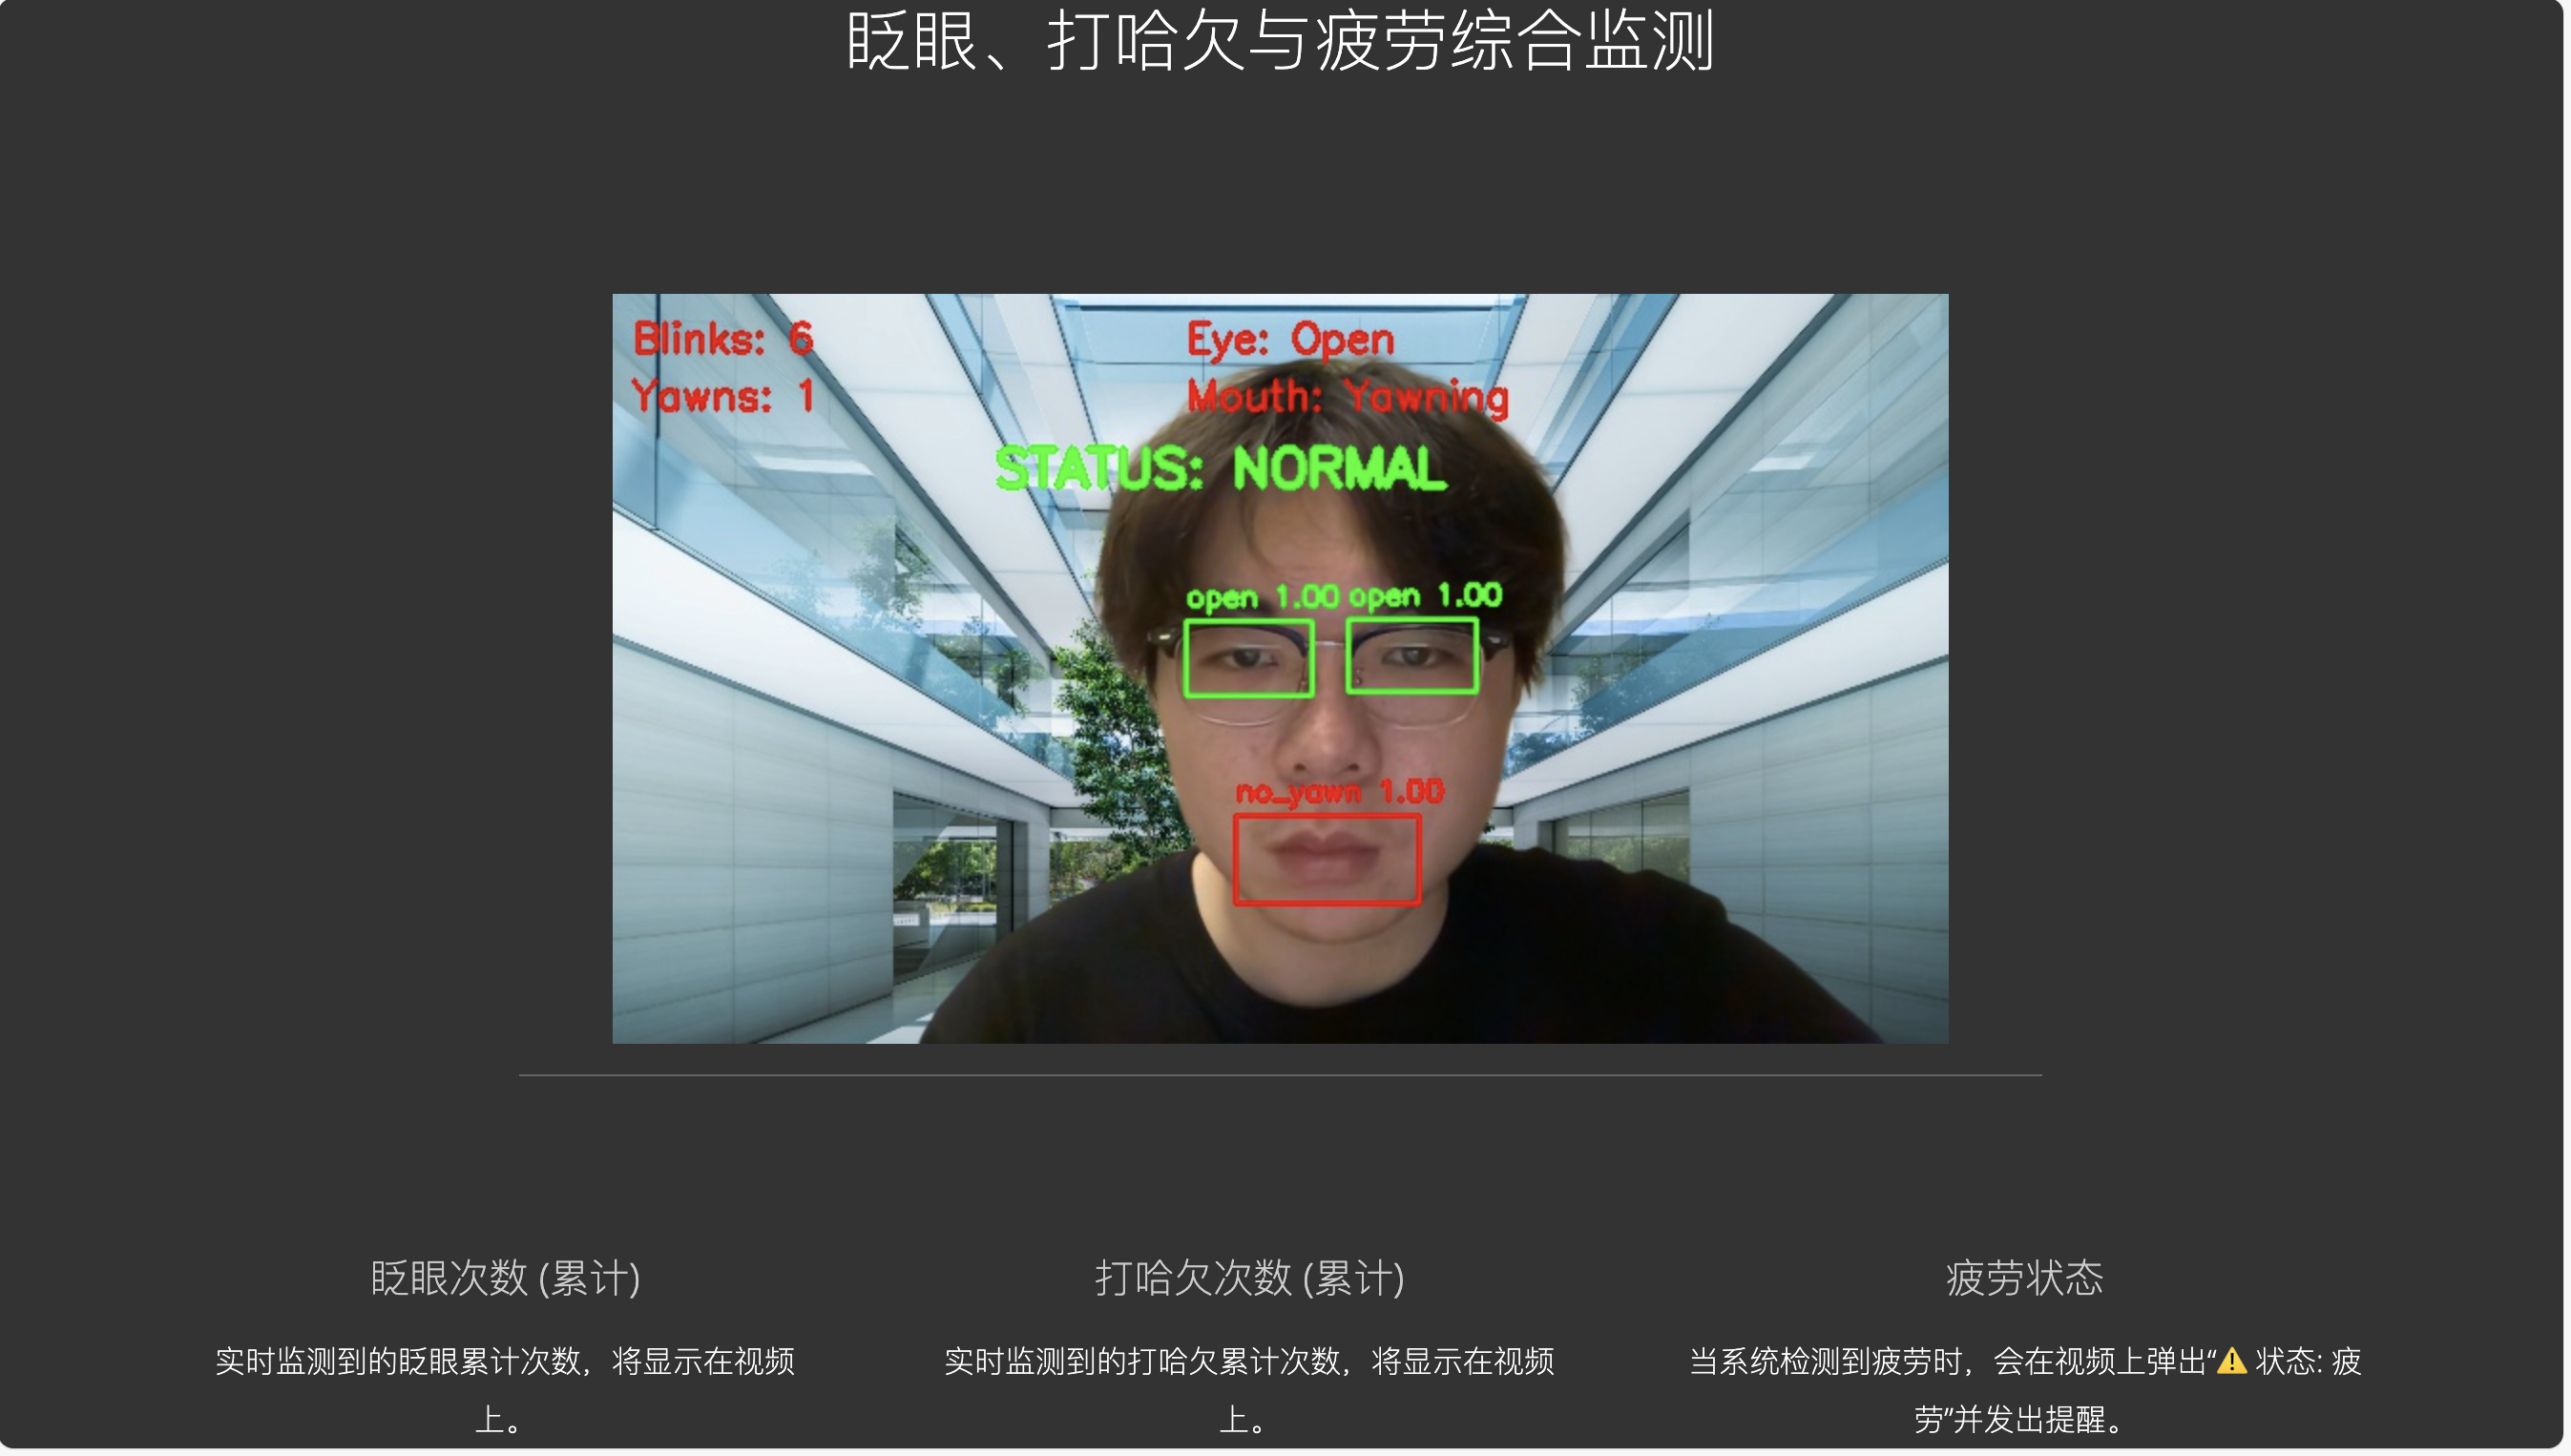 眨眼、打哈欠与疲劳综合监测
Blinks: 6
Yawns: 1
Eye: Open
Mouth: Yawning
STATUS: NORMAL
open 1.00
open 1.00
no_yawn 1.00
眨眼次数 (累计)
实时监测到的眨眼累计次数，将显示在视频
上。
打哈欠次数 (累计)
实时监测到的打哈欠累计次数，将显示在视频
上。
疲劳状态
当系统检测到疲劳时，会在视频上弹出“⚠️ 状态: 疲
劳”并发出提醒。